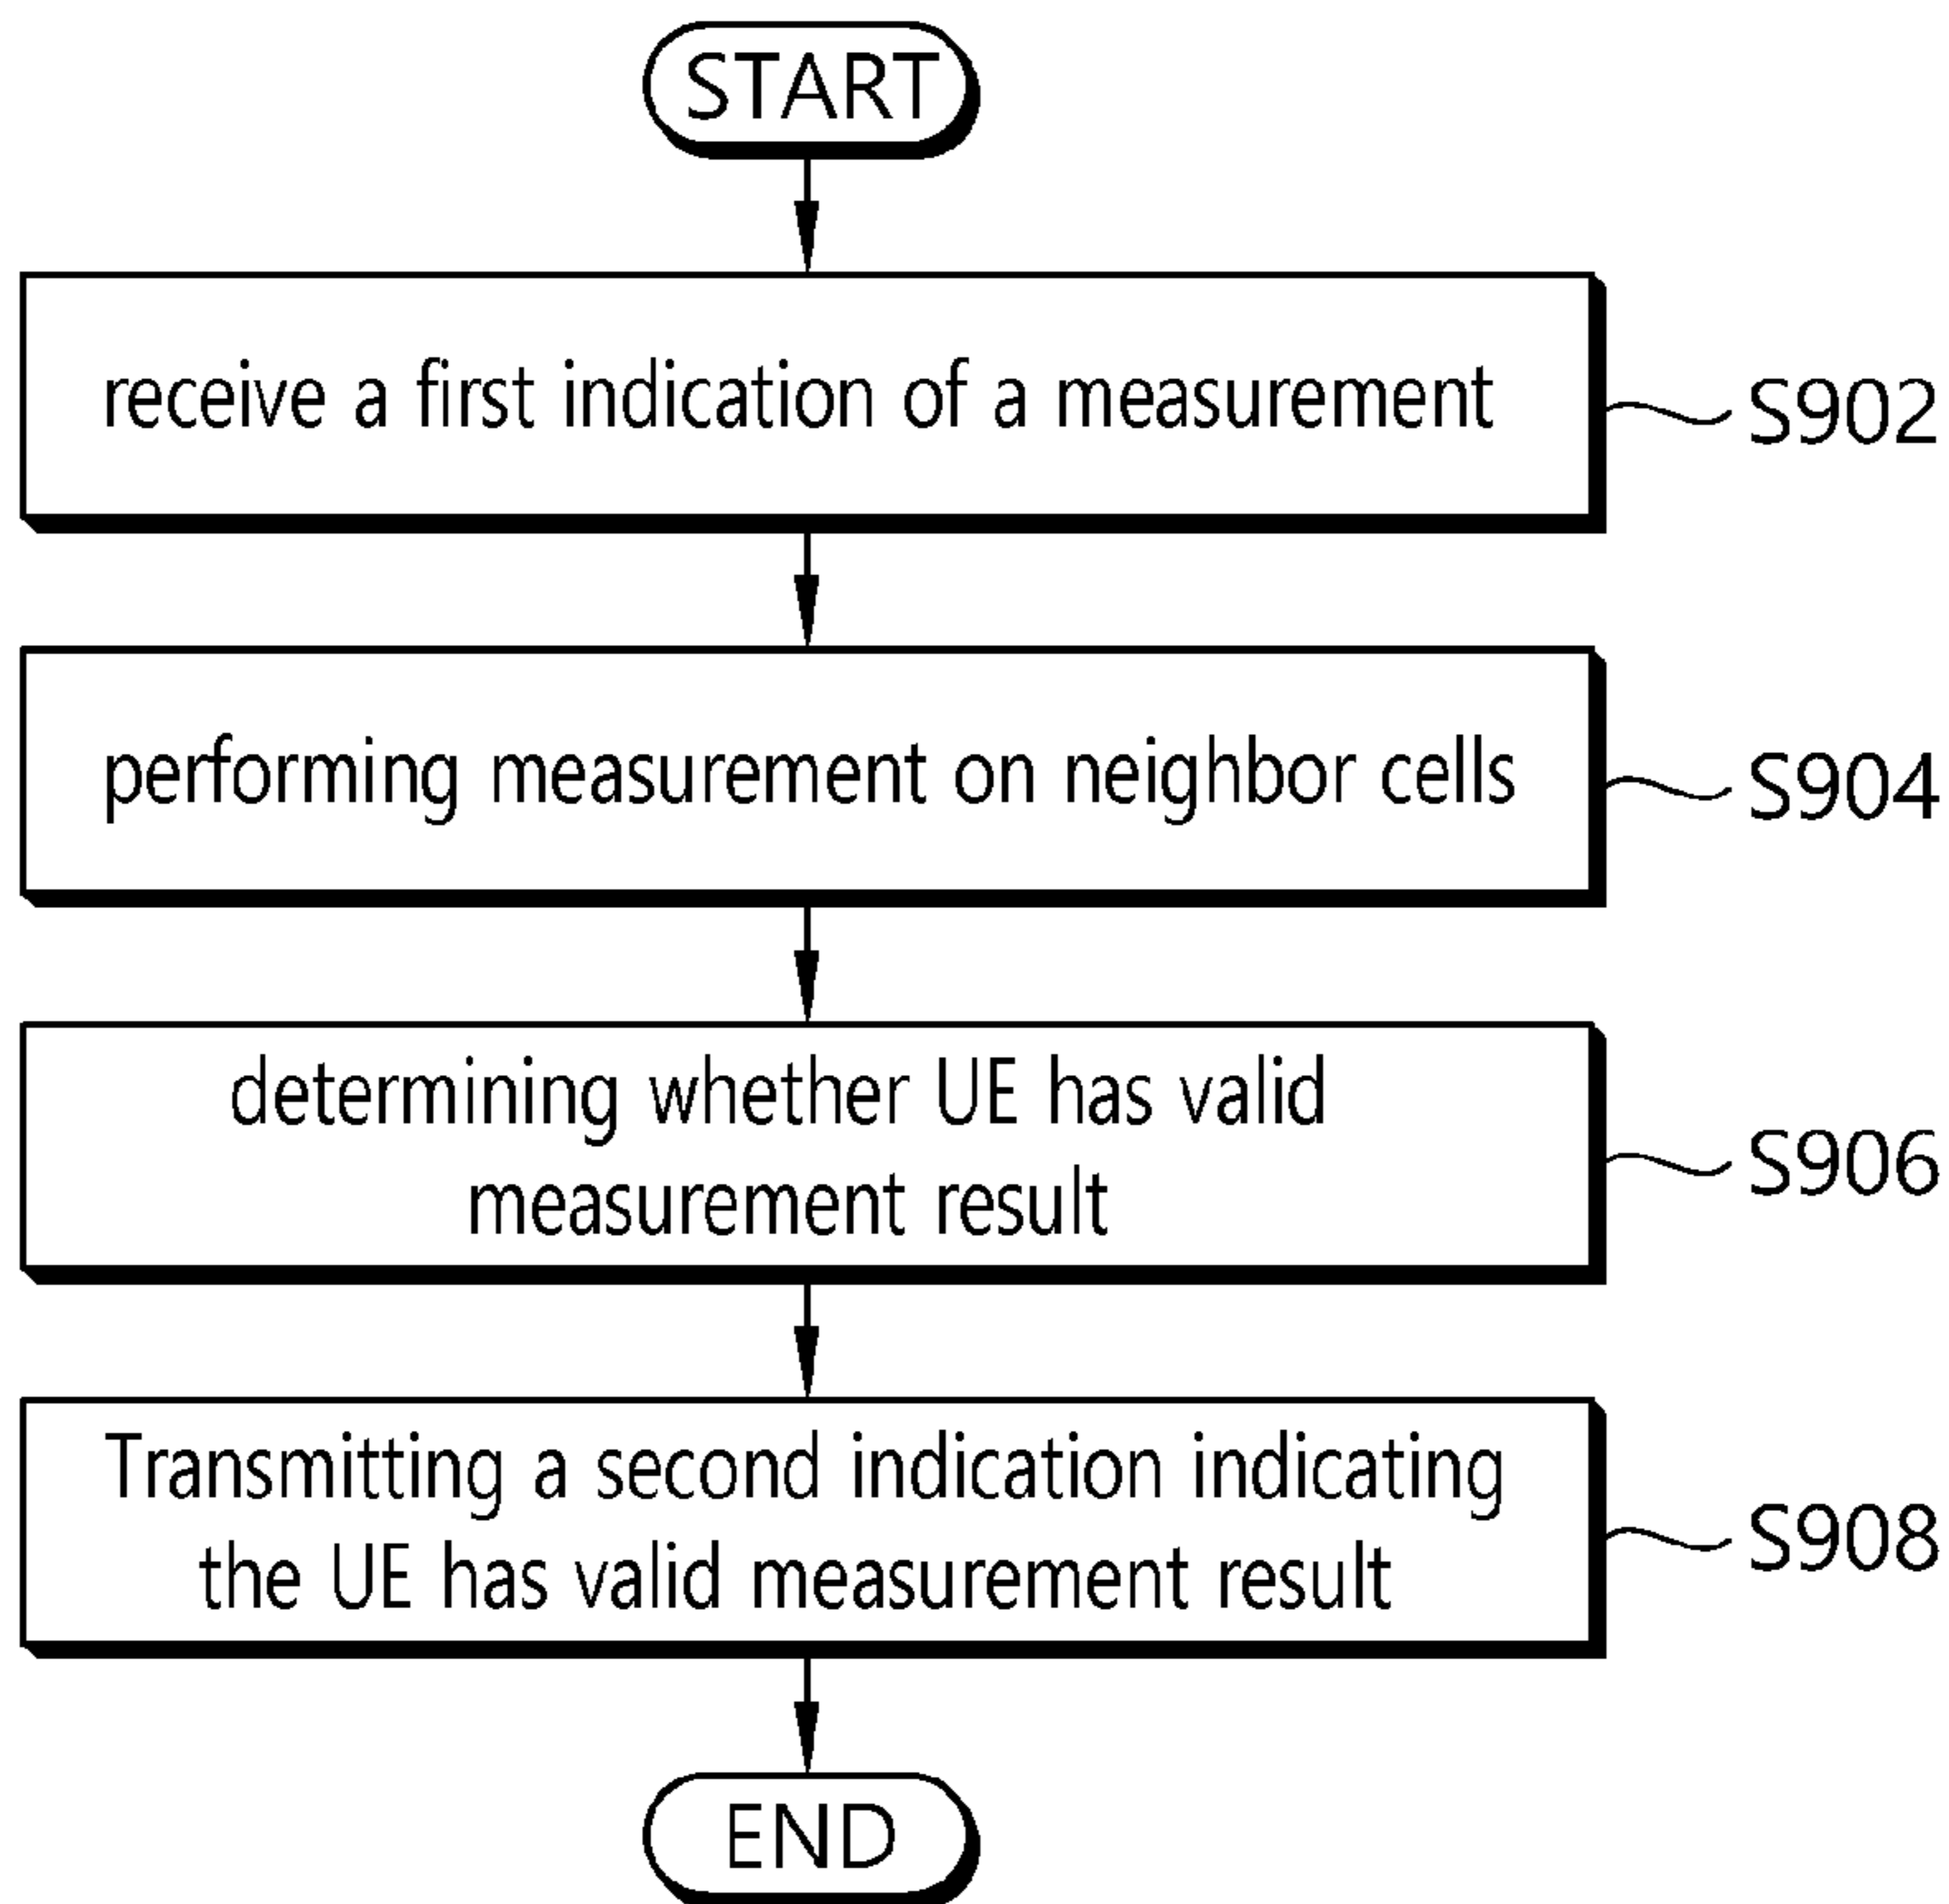 START
receive a first indication of a measurement
S902
performing measurement on neighbor cells
S904
determining whether UE has valid
measurement result
S906
Transmitting a second indication indicating
the UE has valid measurement result
S908
END